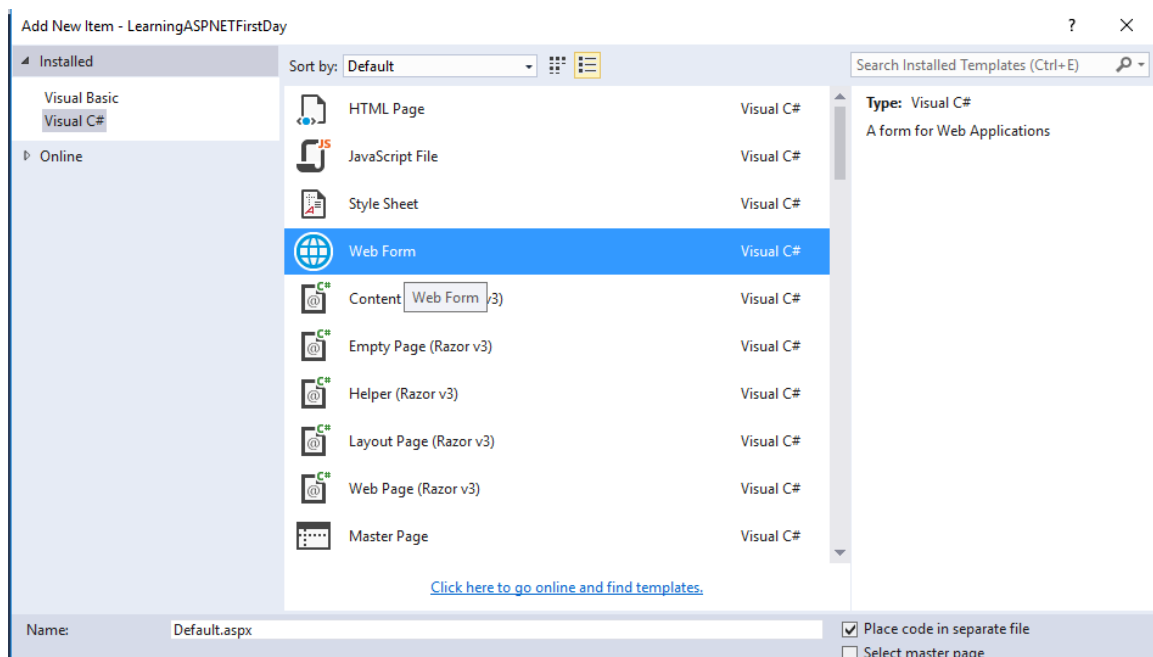 Add New Item - LearningASPNETFirstDay
?
Installed
Visual Basic
Visual C#
Online
Sort by: Default
Search Installed Templates (Ctrl+E)
HTML Page Visual C#
JS JavaScript File Visual C#
A Style Sheet Visual C#
Web Form Visual C#
C# @ Content Web Form v3) Visual C#
C# @ Empty Page (Razor v3) Visual C#
C# @ Helper (Razor v3) Visual C#
C# @ Layout Page (Razor v3) Visual C#
C# @ Web Page (Razor v3) Visual C#
Master Page Visual C#
Click here to go online and find templates.
Type: Visual C#
A form for Web Applications
Name: Default.aspx
Place code in separate file
Select master page